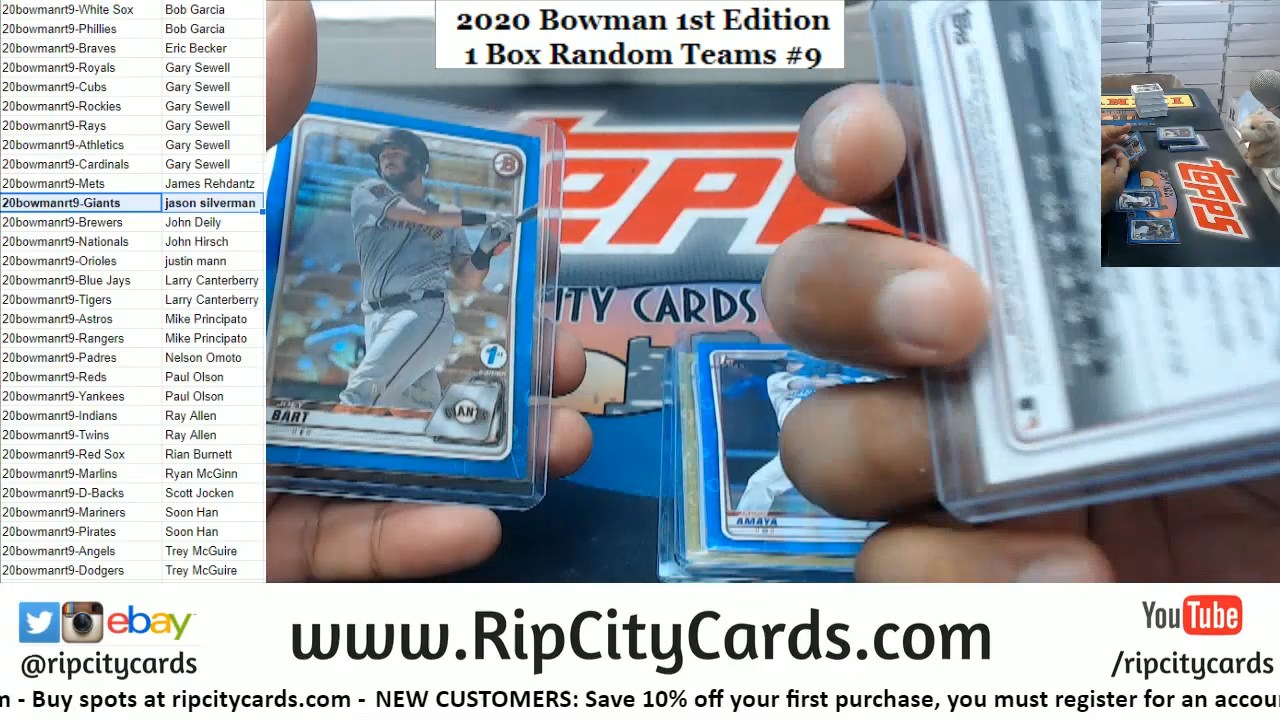 20bowmanrt9-White Sox Bob Garcia
20bowmanrt9-Phillies Bob Garcia
20bowmanrt9-Braves Eric Becker
20bowmanrt9-Royals Gary Sewell
20bowmanrt9-Cubs Gary Sewell
20bowmanrt9-Rockies Gary Sewell
20bowmanrt9-Rays Gary Sewell
20bowmanrt9-Athletics Gary Sewell
20bowmanrt9-Cardinals Gary Sewell
20bowmanrt9-Mets James Rehdantz
20bowmanrt9-Giants jason silverman
20bowmanrt9-Brewers John Deily
20bowmanrt9-Nationals John Hirsch
20bowmanrt9-Orioles justin mann
20bowmanrt9-Blue Jays Larry Canterberry
20bowmanrt9-Tigers Larry Canterberry
20bowmanrt9-Astros Mike Principato
20bowmanrt9-Rangers Mike Principato
20bowmanrt9-Padres Nelson Omoto
20bowmanrt9-Reds Paul Olson
20bowmanrt9-Yankees Paul Olson
20bowmanrt9-Indians Ray Allen
20bowmanrt9-Twins Ray Allen
20bowmanrt9-Red Sox Rian Burnett
20bowmanrt9-Marlins Ryan McGinn
20bowmanrt9-D-Backs Scott Jocken
20bowmanrt9-Mariners Soon Han
20bowmanrt9-Pirates Soon Han
20bowmanrt9-Angels Trey McGuire
20bowmanrt9-Dodgers Trey McGuire
2020 Bowman 1st Edition
1 Box Random Teams #9
TOPPS
ITY CARDS
B
1st
JOEY
BART
GIANTS
AMAYA
topps
ebay
@ripcitycards
www.RipCityCards.com
YouTube
/ripcitycards
m - Buy spots at ripcitycards.com - NEW CUSTOMERS: Save 10% off your first purchase, you must register for an accou